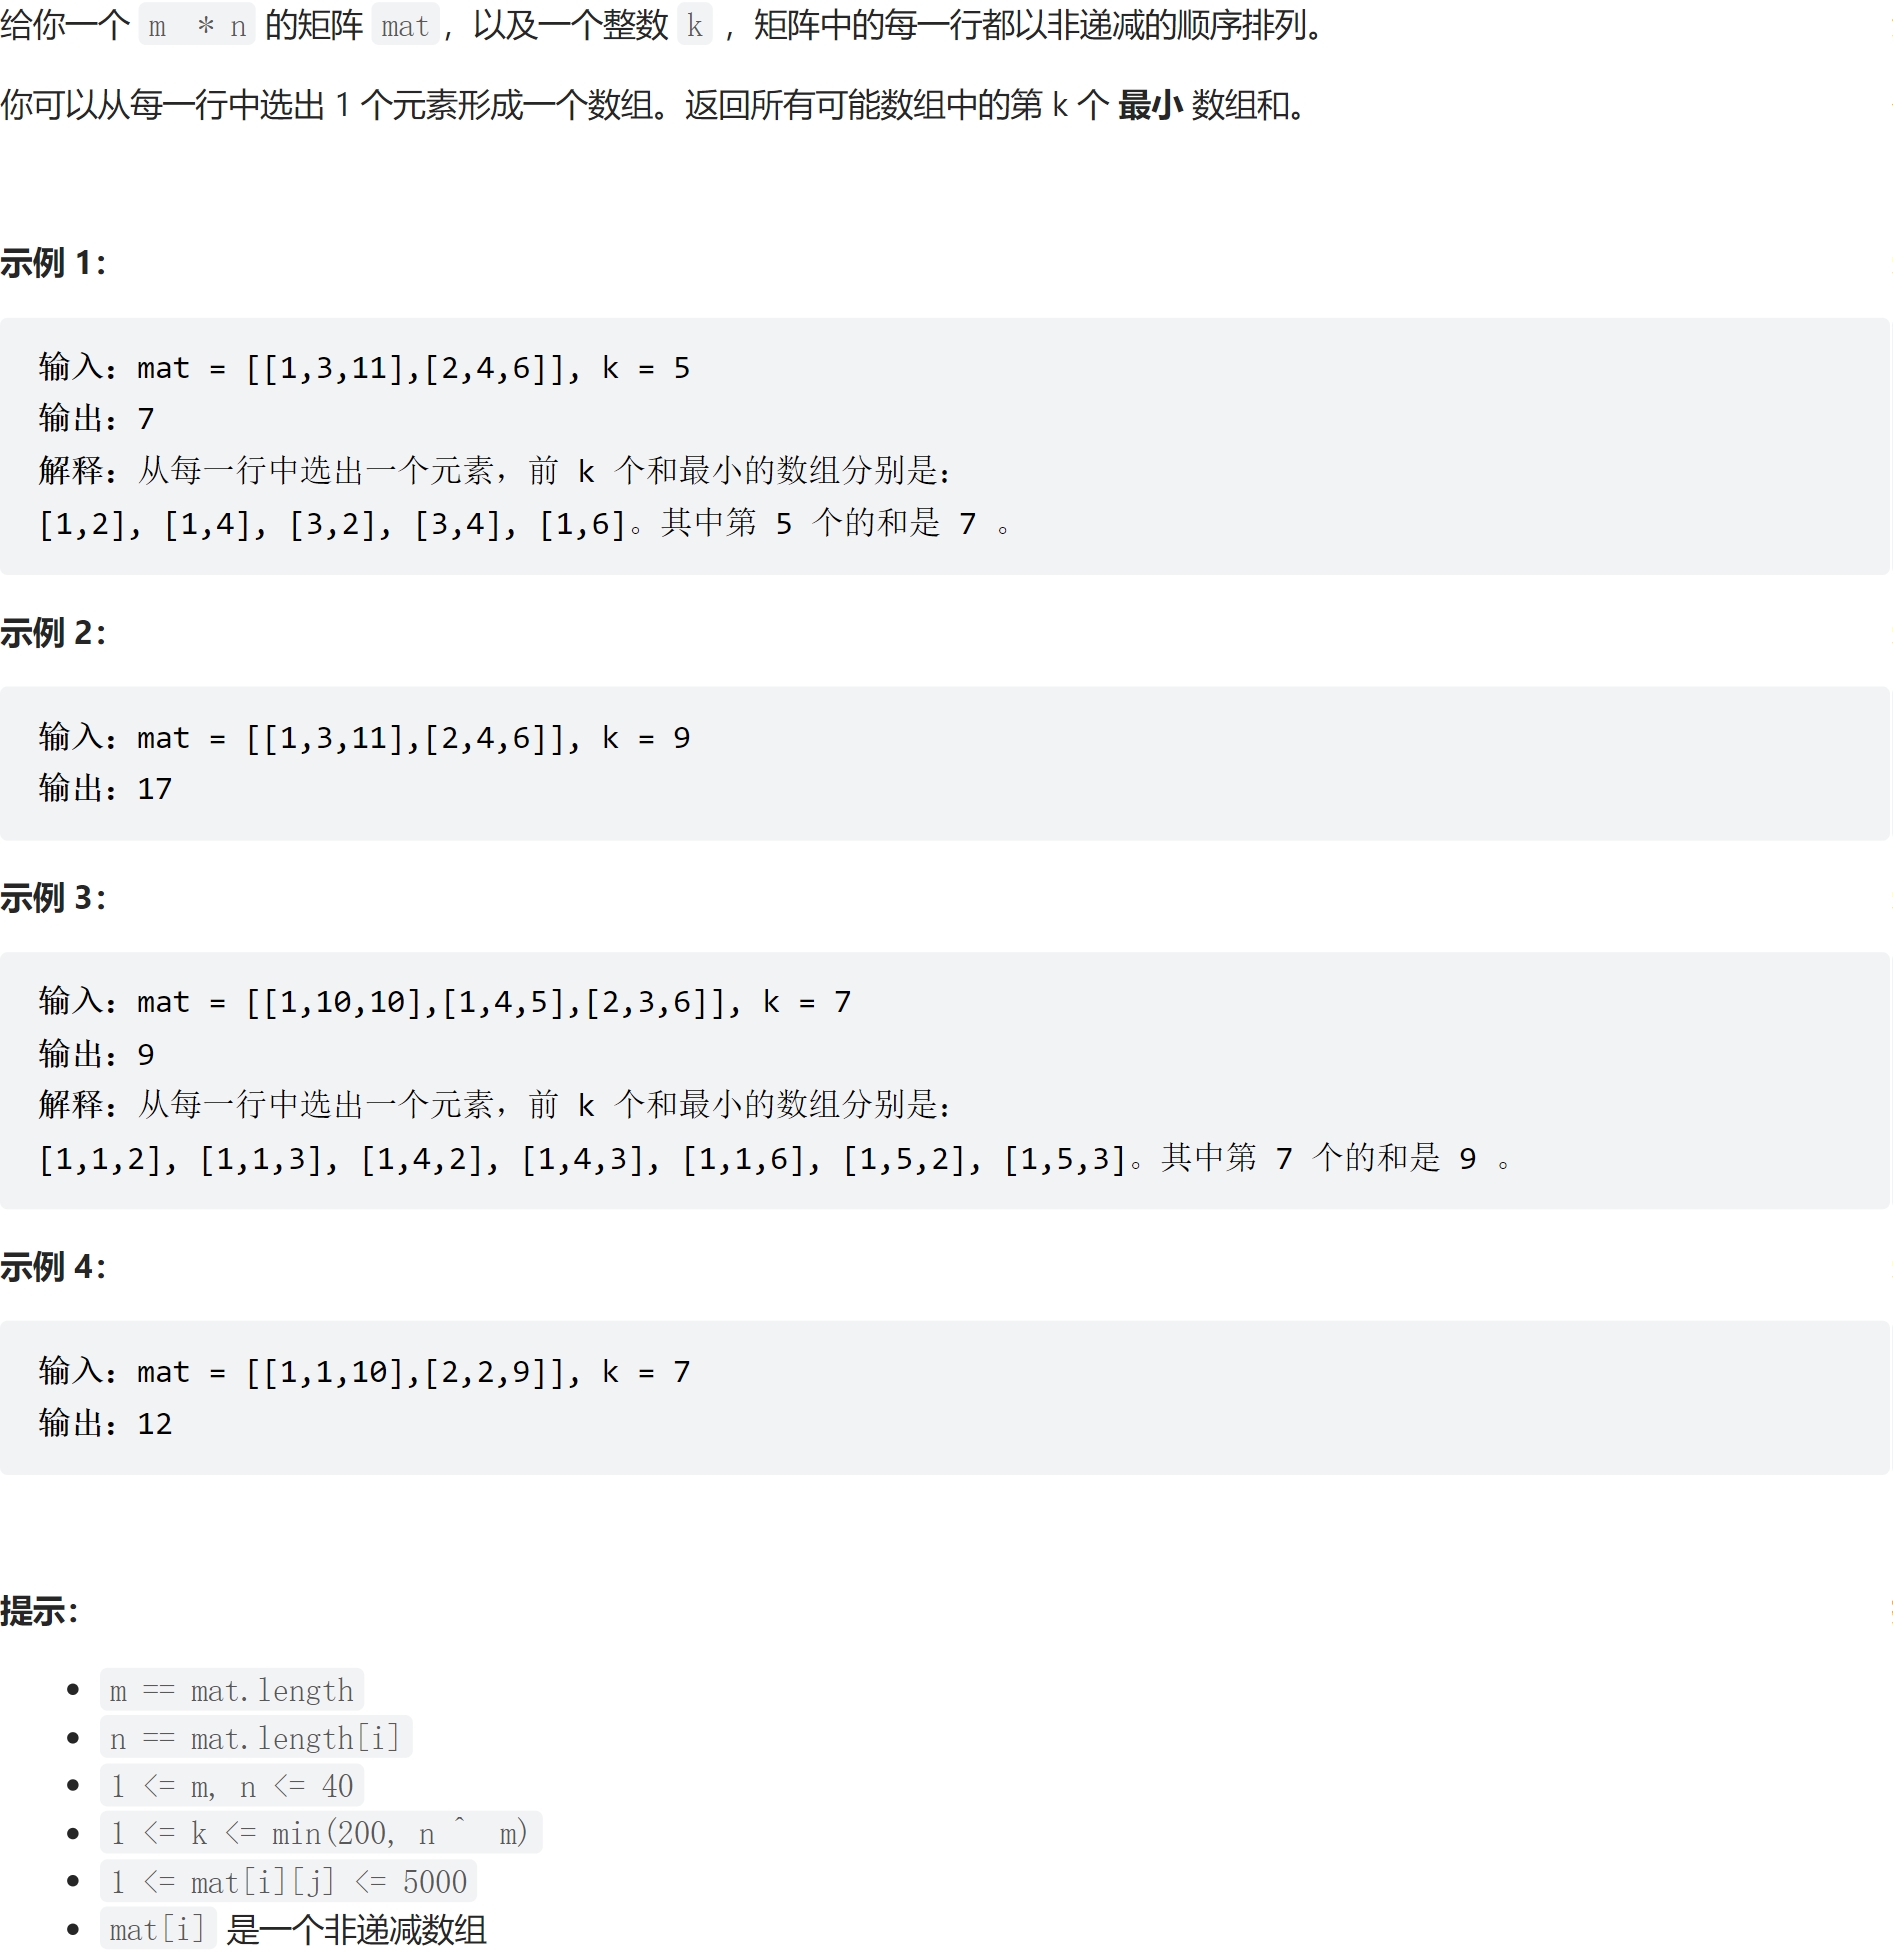 给你一个 m  * n 的矩阵 mat，以及一个整数 k ，矩阵中的每一行都以非递减的顺序排列。
你可以从每一行中选出 1 个元素形成一个数组。返回所有可能数组中的第 k 个 最小 数组和。
示例 1：
输入：mat = [[1,3,11],[2,4,6]], k = 5
输出：7
解释：从每一行中选出一个元素，前 k 个和最小的数组分别是：
[1,2], [1,4], [3,2], [3,4], [1,6]。其中第 5 个的和是 7 。
示例 2：
输入：mat = [[1,3,11],[2,4,6]], k = 9
输出：17
示例 3：
输入：mat = [[1,10,10],[1,4,5],[2,3,6]], k = 7
输出：9
解释：从每一行中选出一个元素，前 k 个和最小的数组分别是：
[1,1,2], [1,1,3], [1,4,2], [1,4,3], [1,1,6], [1,5,2], [1,5,3]。其中第 7 个的和是 9 。
示例 4：
输入：mat = [[1,1,10],[2,2,9]], k = 7
输出：12
提示：
m == mat.length
n == mat.length[i]
1 <= m, n <= 40
1 <= k <= min(200, n ^  m)
1 <= mat[i][j] <= 5000
mat[i] 是一个非递减数组